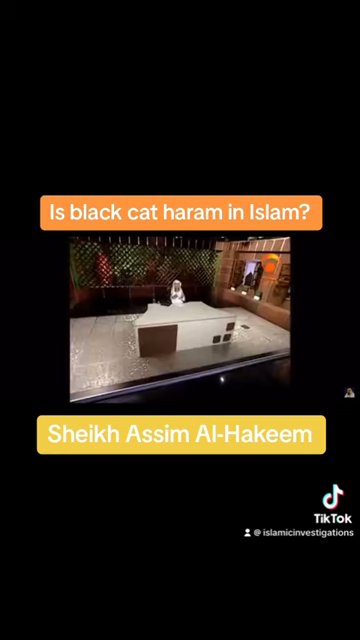 Is black cat haram in Islam?
Sheikh Assim Al-Hakeem
TikTok
@ islamicinvestigations